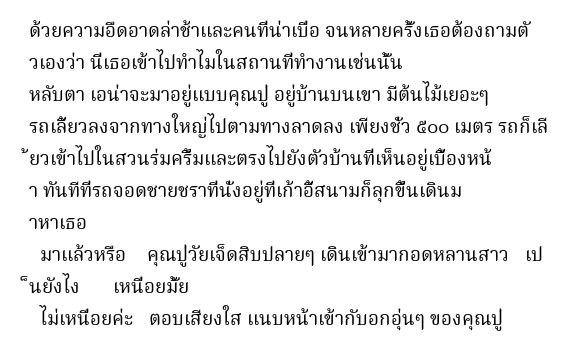 ด้วยความอืดอาดล่าช้าและคนที่น่าเบื่อ จนหลายครั้งเธอต้องถามตั
วเองว่า นี่เธอเข้าไปทำไมในสถานที่ทำงานเช่นนั้น
หลับตา เอน่าจะมาอยู่แบบคุณปู่ อยู่บ้านบนเขา มีต้นไม้เยอะๆ
รถเลี้ยวลงจากทางใหญ่ไปตามทางลาดลง เพียงชั่ว ๕๐๐ เมตร รถก็เลี
้ยวเข้าไปในสวนร่มครึ้มและตรงไปยังตัวบ้านที่เห็นอยู่เบื้องหน้
า ทันทีที่รถจอดชายชราที่นั่งอยู่ที่เก้าอี้สนามก็ลุกขึ้นเดินม
าหาเธอ
มาแล้วหรือ คุณปู่วัยเจ็ดสิบปลายๆ เดินเข้ามากอดหลานสาว เป
็นยังไง เหนื่อยมั้ย
ไม่เหนื่อยค่ะ ตอบเสียงใส แนบหน้าเข้ากับอกอุ่นๆ ของคุณปู่